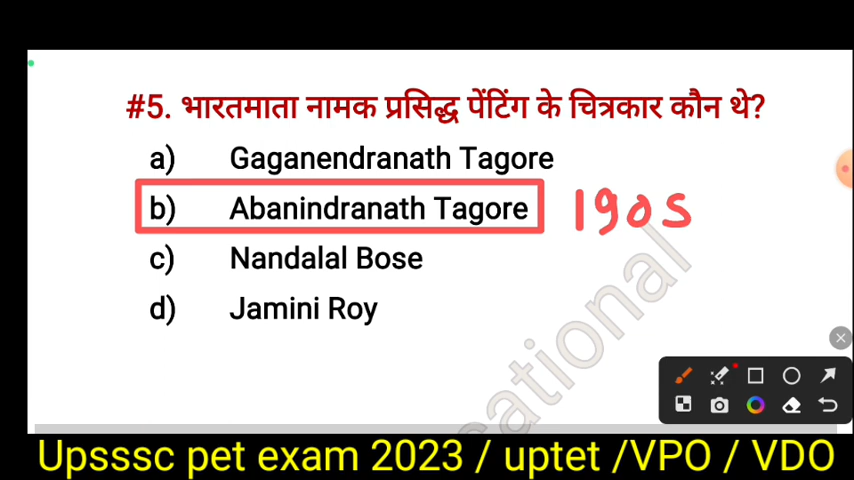 #5. भारतमाता नामक प्रसिद्ध पेंटिंग के चित्रकार कौन थे?
a) Gaganendranath Tagore
b) Abanindranath Tagore 1905
c) Nandalal Bose
d) Jamini Roy
Upsssc pet exam 2023 / uptet /VPO / VDO